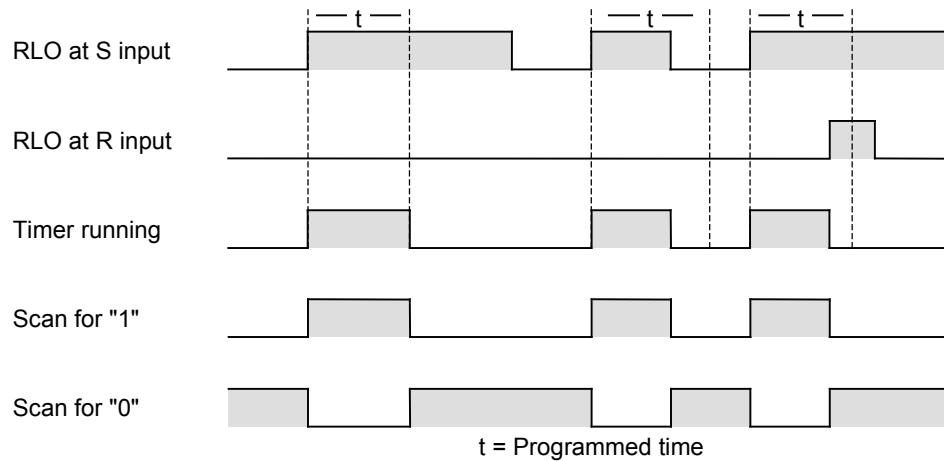 t t t
RLO at S input
RLO at R input
Timer running
Scan for "1"
Scan for "0"
t = Programmed time